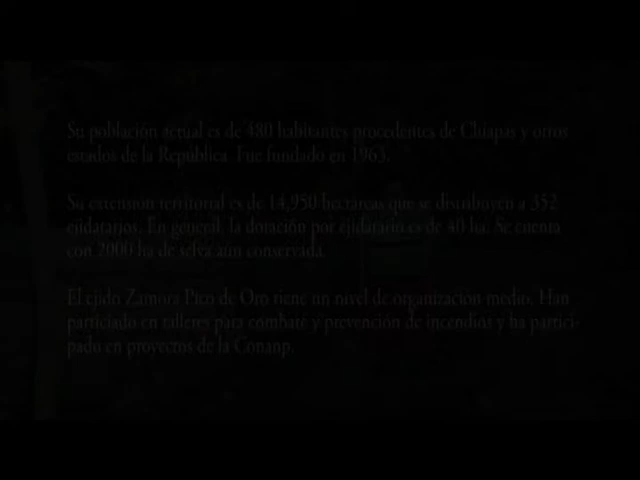 Su población actual es de 480 habitantes procedentes de Chiapas y otros
estados de la República. Fue fundado en 1963.
Su extensión territorial es de 14,950 hectáreas que se distribuyen a 352
ejidatarios. En general, la dotación por ejidatario es de 40 ha. Se cuenta
con 2000 ha de selva aún conservada.
El ejido Zamora Pico de Oro tiene un nivel de organización medio. Han
particiado en talleres para combate y prevención de incendios y ha partici-
pado en proyectos de la Conanp.